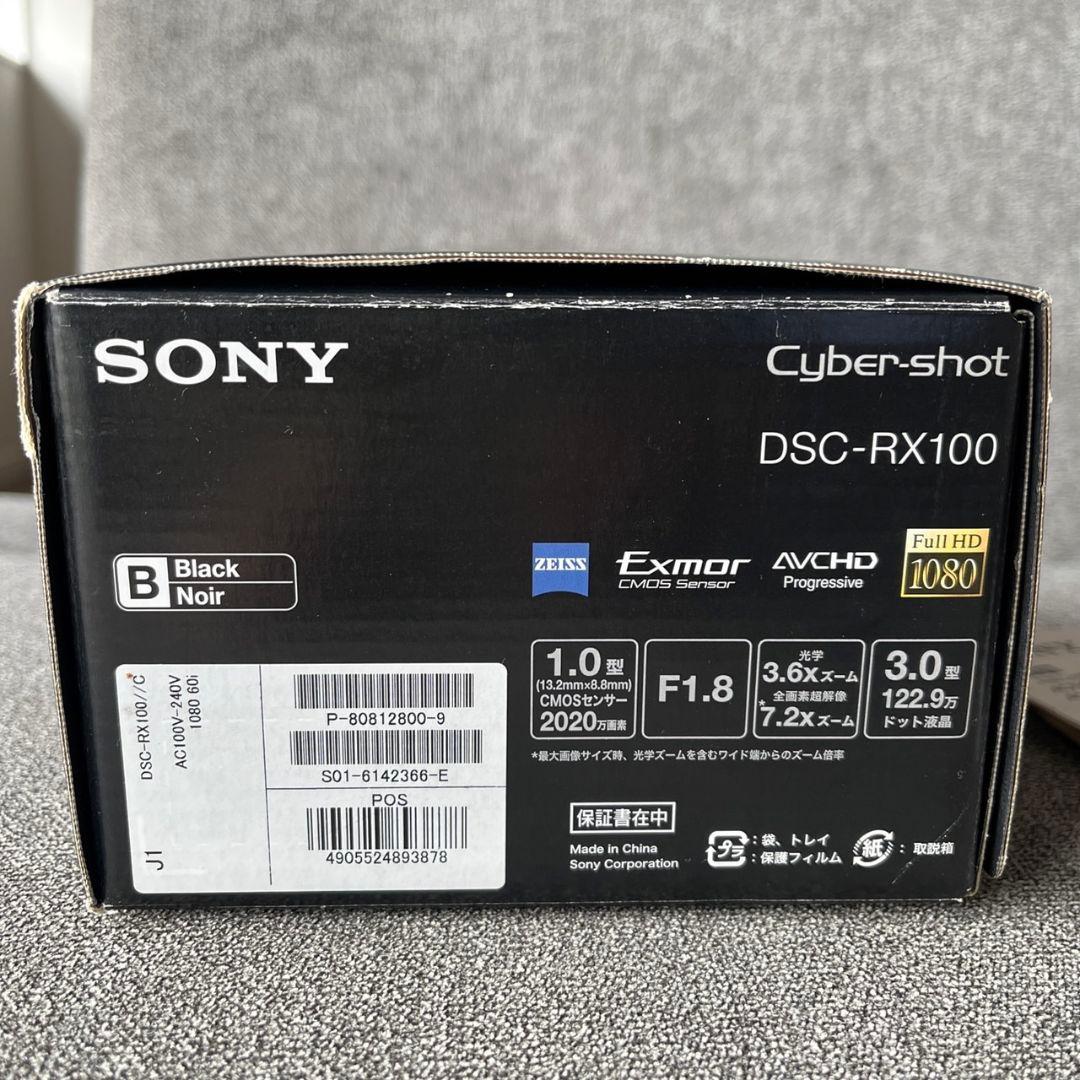 SONY
Cyber-shot
DSC-RX100
B Black
Noir
ZEISS
Exmor
CMOS Sensor
AVCHD
Progressive
Full HD
1080
1.0型
(13.2mm×8.8mm)
CMOSセンサー
2020万画素
F1.8
光学
3.6xズーム
全画素超解像
*7.2xズーム
3.0型
122.9万
ドット液晶
*最大画像サイズ時、光学ズームを含むワイド端からのズーム倍率
DSC-RX100//C*
AC100V-240V
1080 60i
J1
P-80812800-9
S01-6142366-E
POS
4905524893878
保証書在中
Made in China
Sony Corporation
プラ
:袋、トレイ
:保護フィルム
紙
: 取説箱